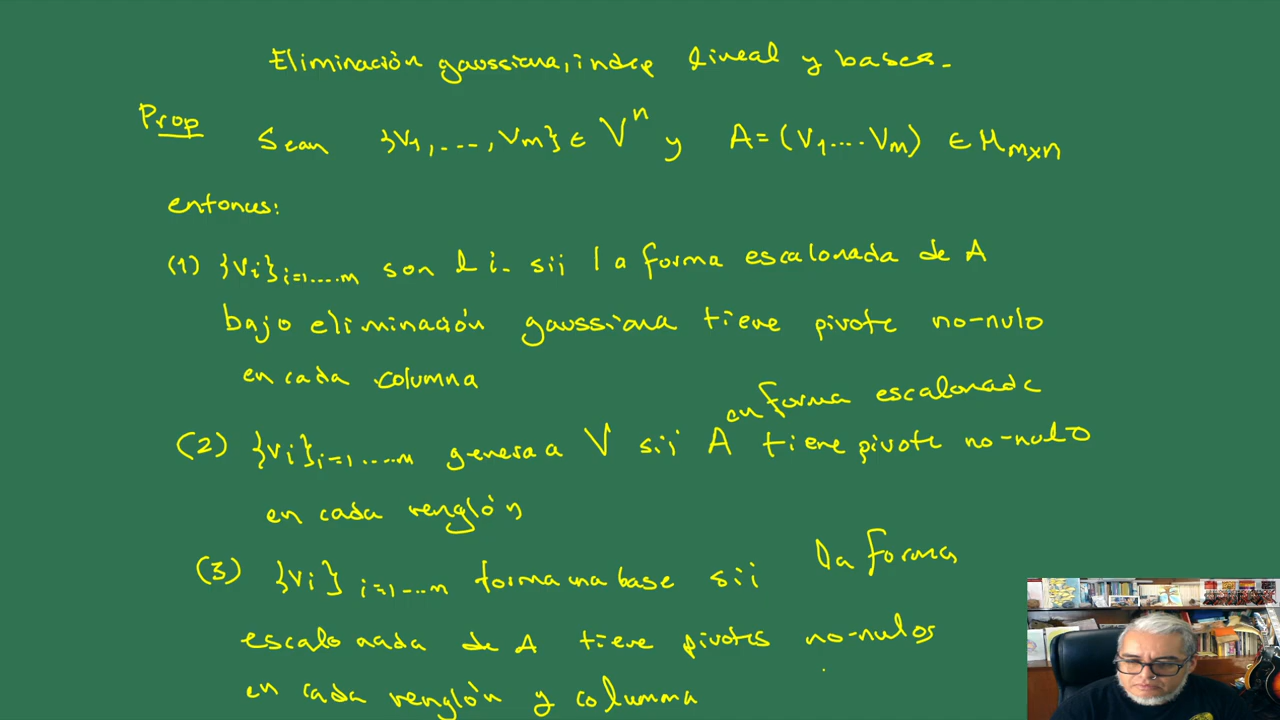 Eliminación gaussiana, indep lineal y bases.
Prop Sean {v1, ..., vm} ∈ V^n y A = (v1 .... vm) ∈ M_mxn
entonces:
(1) {vi}i=1.....m son l i. sii la forma escalonada de A
bajo eliminación gaussiana tiene pivote no-nulo
en cada columna
en forma escalonada
(2) {vi}i=1.....m genera a V sii A tiene pivote no-nulo
en cada renglón
(3) {vi}i=1....m forma una base sii la forma
escalonada de A tiene pivotes no-nulos
en cada renglón y columna